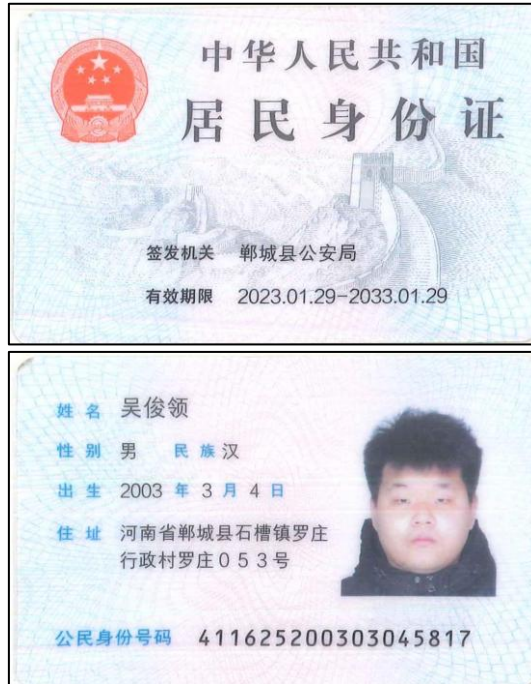 中华人民共和国
居民身份证
签发机关 郸城县公安局
有效期限 2023.01.29-2033.01.29
姓名 吴俊领
性别 男 民族 汉
出生 2003 年 3 月 4 日
住址 河南省郸城县石槽镇罗庄
行政村罗庄053号
公民身份号码 411625200303045817